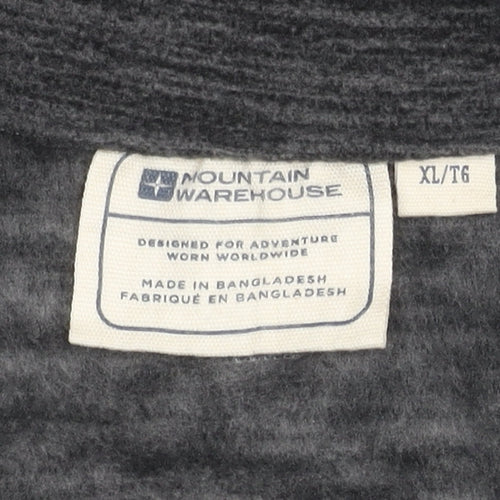 MOUNTAIN
WAREHOUSE
DESIGNED FOR ADVENTURE
WORN WORLDWIDE
MADE IN BANGLADESH
FABRIQUÉ EN BANGLADESH
XL/T6